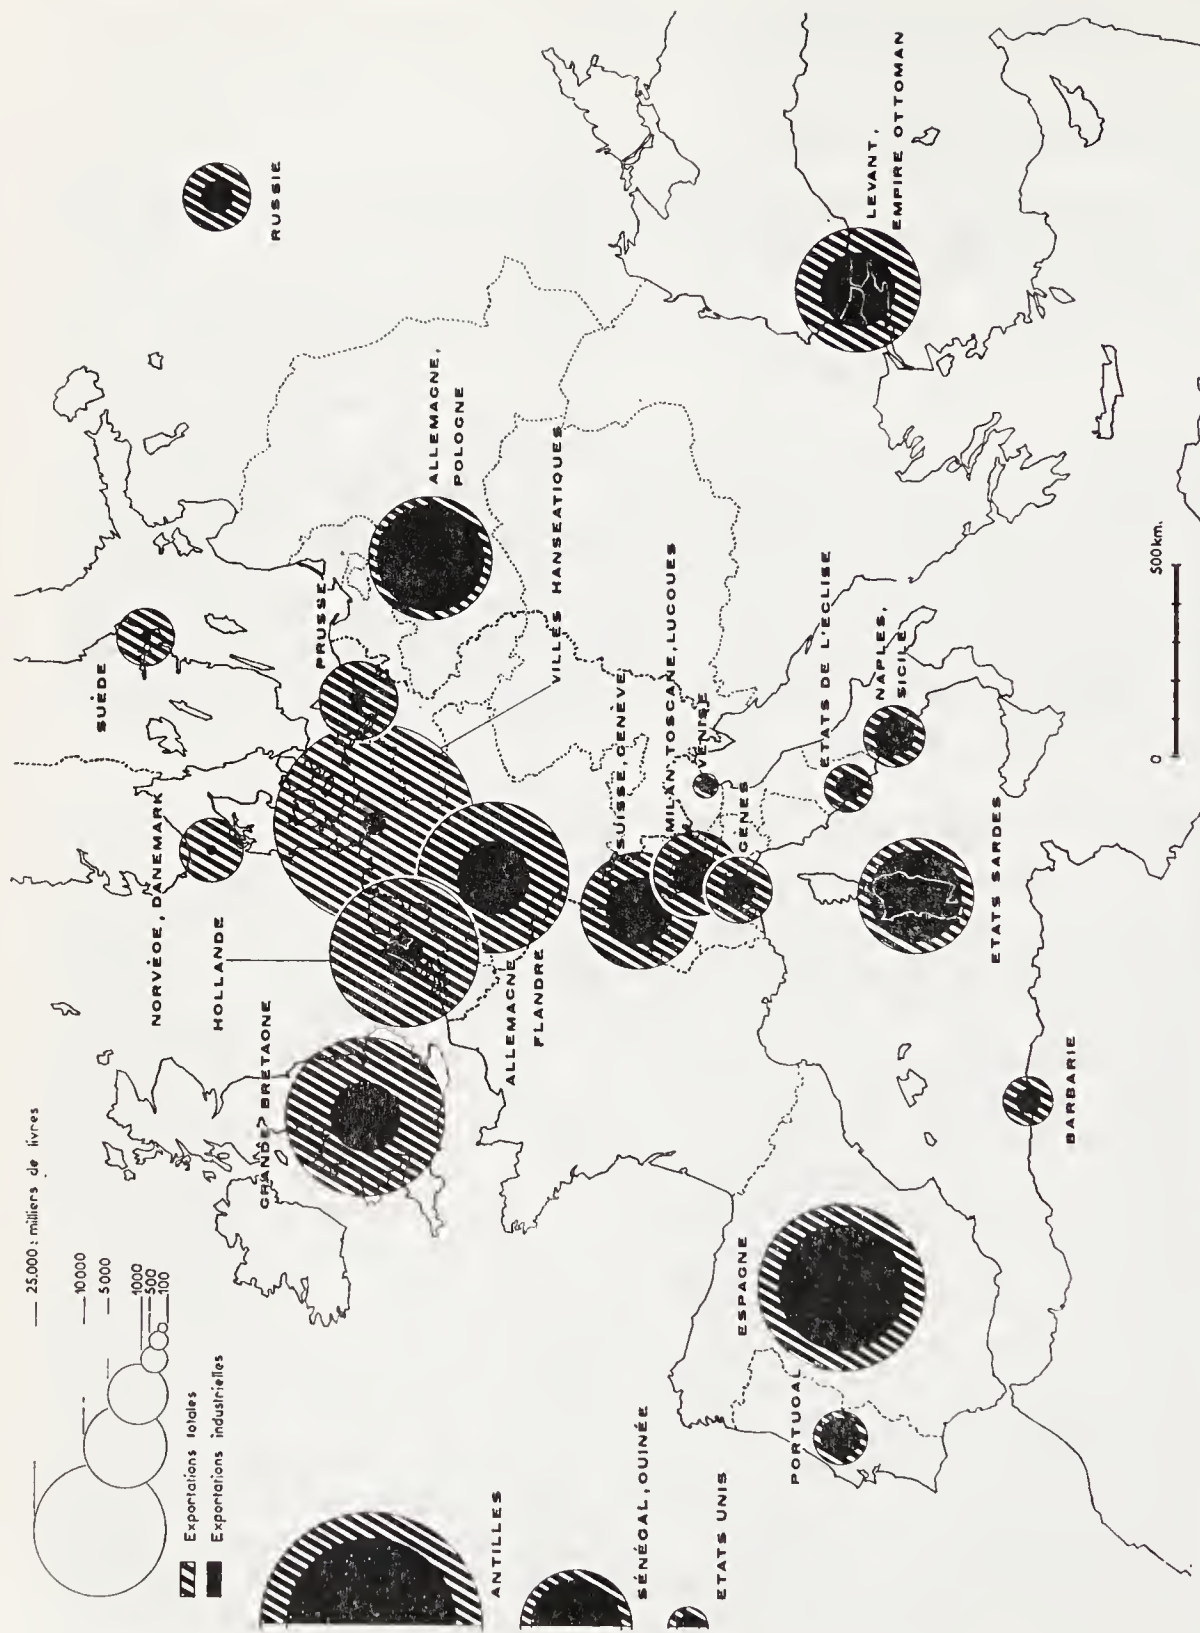 25.000 : milliers de livres
10000
5000
1000
500
100
Exportations totales
Exportations industrielles
ANTILLES
SÉNÉGAL, GUINÉE
ETATS UNIS
GRANDE BRETAGNE
HOLLANDE
NORVÈGE, DANEMARK
SUÈDE
RUSSIE
PRUSSE
ALLEMAGNE,
POLOGNE
VILLES HANSEATIQUES
ALLEMAGNE
FLANDRE
SUISSE, GENÈVE
MILAN, TOSCANE, LUCQUES
VENISE
GENES
ETATS DE L'EGLISE
NAPLES,
SICILE
ETATS SARDES
LEVANT,
EMPIRE OTTOMAN
ESPAGNE
PORTUGAL
BARBARIE
0 500 km.